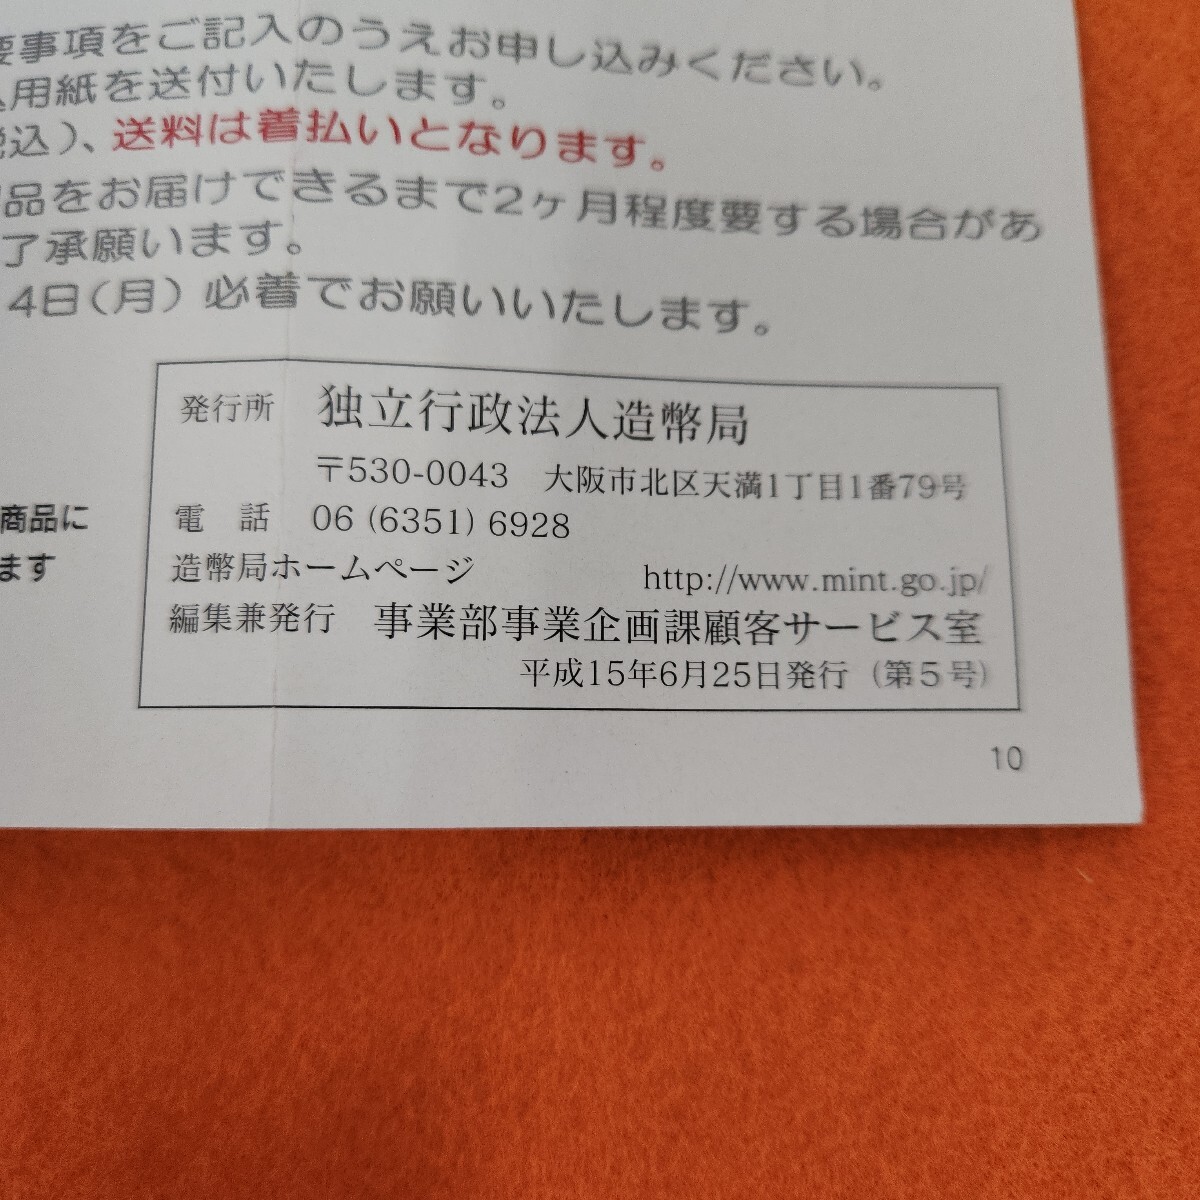 要事項をご記入のうえお申し込みください。
用紙を送付いたします。
税込)、送料は着払いとなります。
品をお届けできるまで2ヶ月程度要する場合があ
了承願います。
4日(月)必着でお願いいたします。
商品に
ます
発行所 独立行政法人造幣局
〒530-0043 大阪市北区天満1丁目1番79号
電 話 06 (6351) 6928
造幣局ホームページ http://www.mint.go.jp/
編集兼発行 事業部事業企画課顧客サービス室
平成15年6月25日発行 (第5号)
10